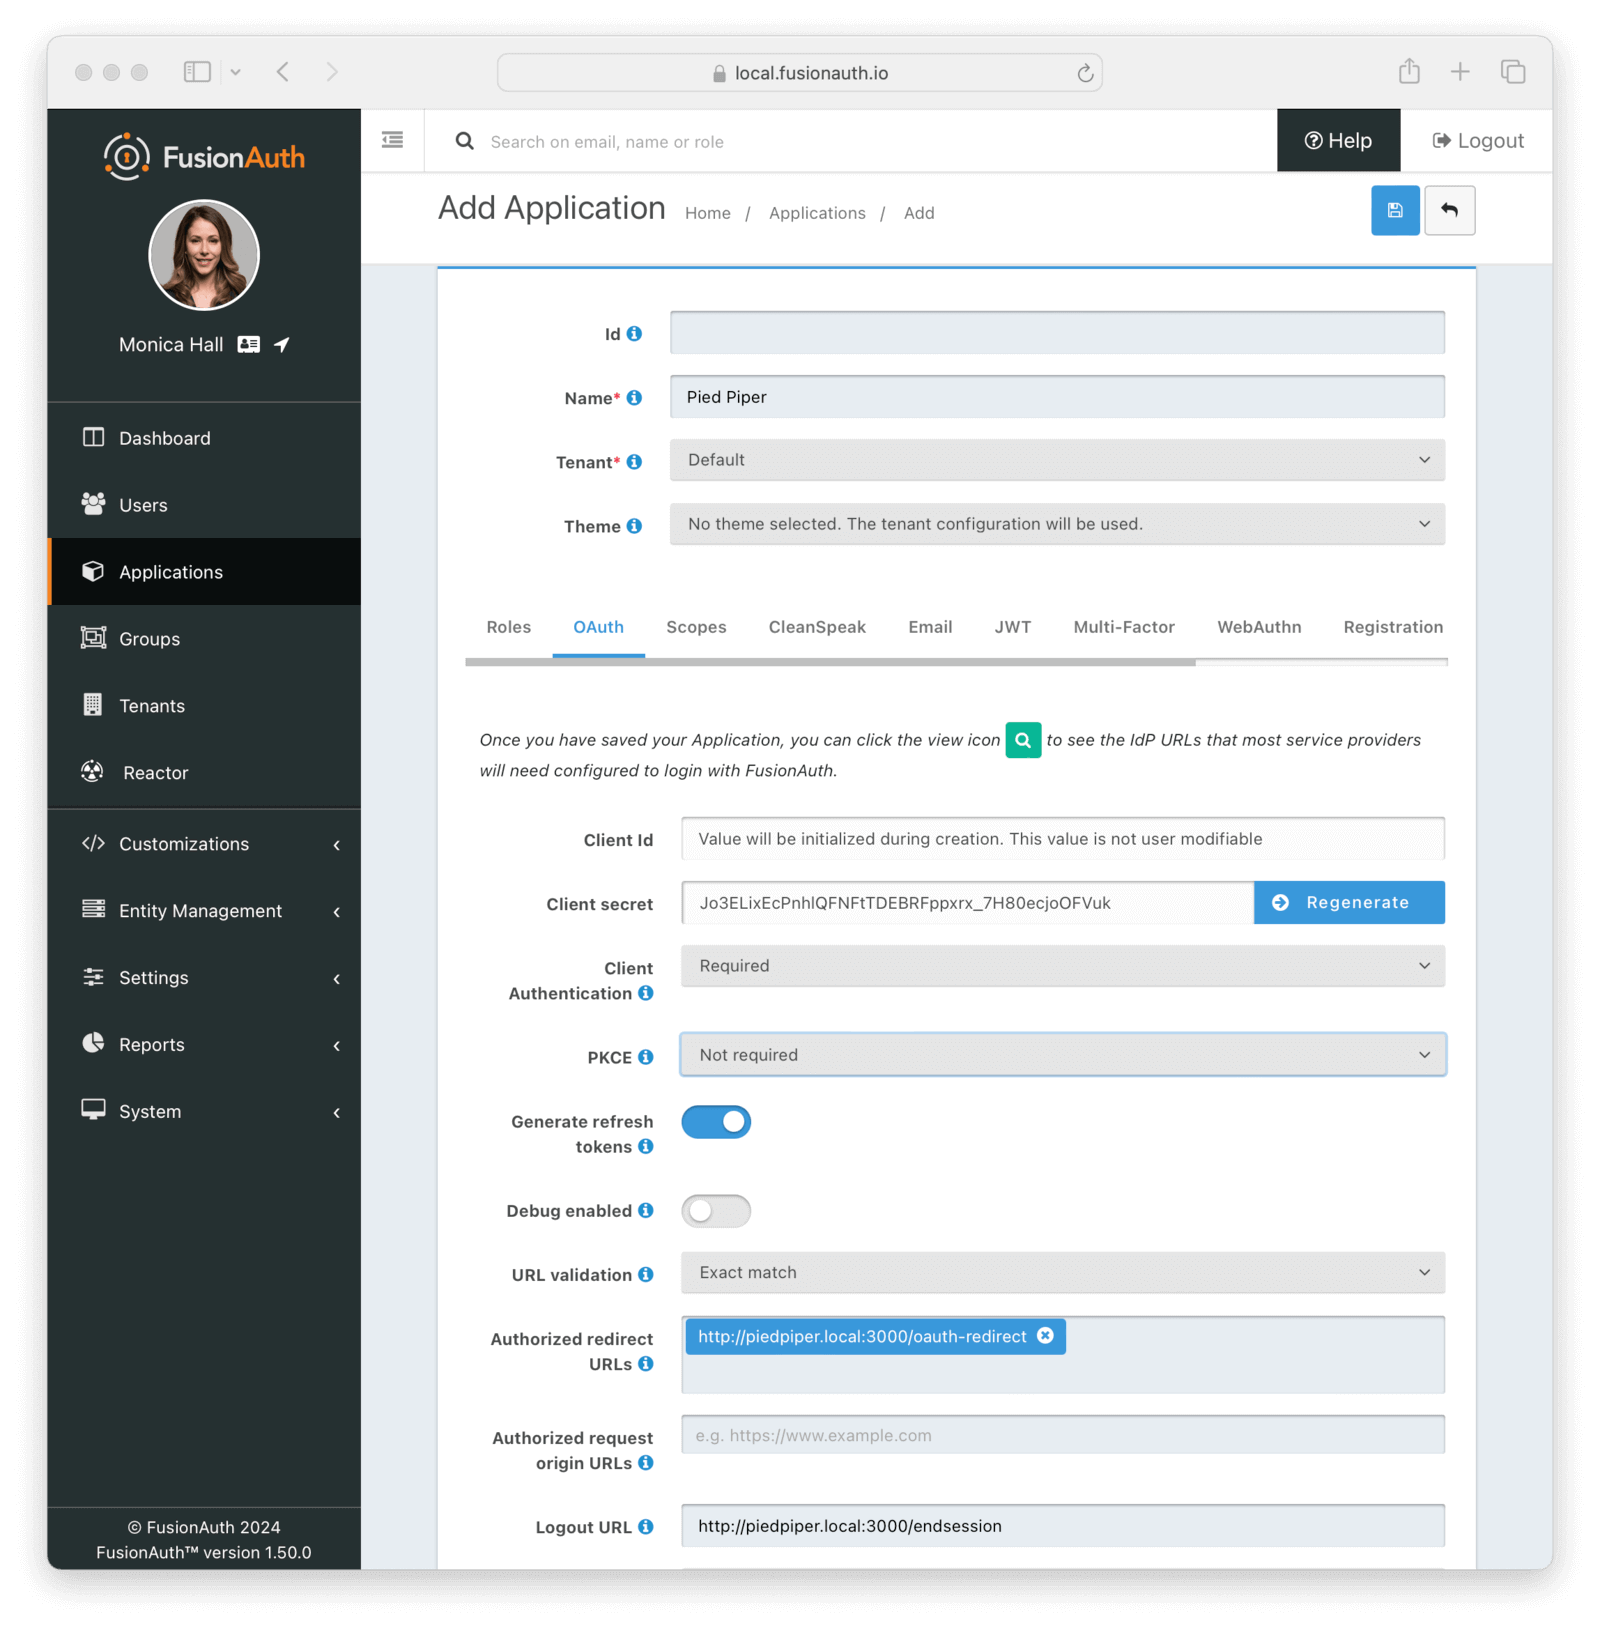 local.fusionauth.io
FusionAuth
Search on email, name or role
Help
Logout
Monica Hall
Add Application
Home / Applications / Add
Dashboard
Users
Applications
Groups
Tenants
Reactor
Customizations
Entity Management
Settings
Reports
System
© FusionAuth 2024
FusionAuth™ version 1.50.0
Id
Name*
Pied Piper
Tenant*
Default
Theme
No theme selected. The tenant configuration will be used.
Roles OAuth Scopes CleanSpeak Email JWT Multi-Factor WebAuthn Registration
Once you have saved your Application, you can click the view icon to see the IdP URLs that most service providers
will need configured to login with FusionAuth.
Client Id
Value will be initialized during creation. This value is not user modifiable
Client secret
Jo3ELixEcPnhlQFNFtTDEBRFppxrx_7H80ecjoOFVuk
Regenerate
Client
Authentication
Required
PKCE
Not required
Generate refresh
tokens
Debug enabled
URL validation
Exact match
Authorized redirect
URLs
http://piedpiper.local:3000/oauth-redirect
Authorized request
origin URLs
e.g. https://www.example.com
Logout URL
http://piedpiper.local:3000/endsession